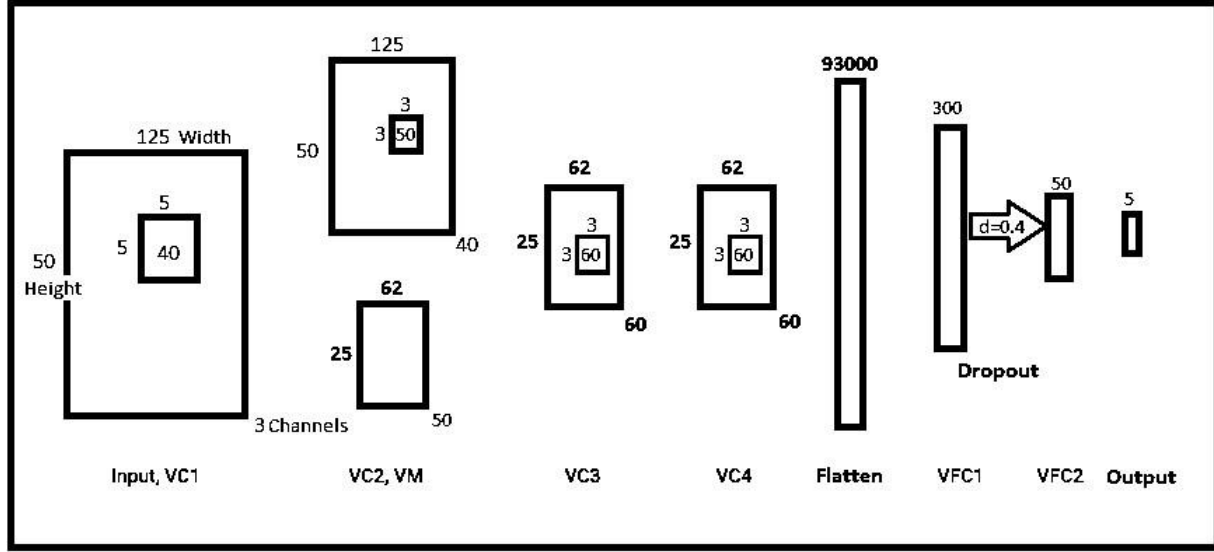 125 Width
5
5
40
50
Height
3 Channels
Input, VC1
125
50
3
3
50
40
62
25
50
VC2, VM
62
25
3
3
60
60
VC3
62
25
3
3
60
60
VC4
93000
Flatten
300
d=0.4
Dropout
VFC1
50
VFC2
5
Output